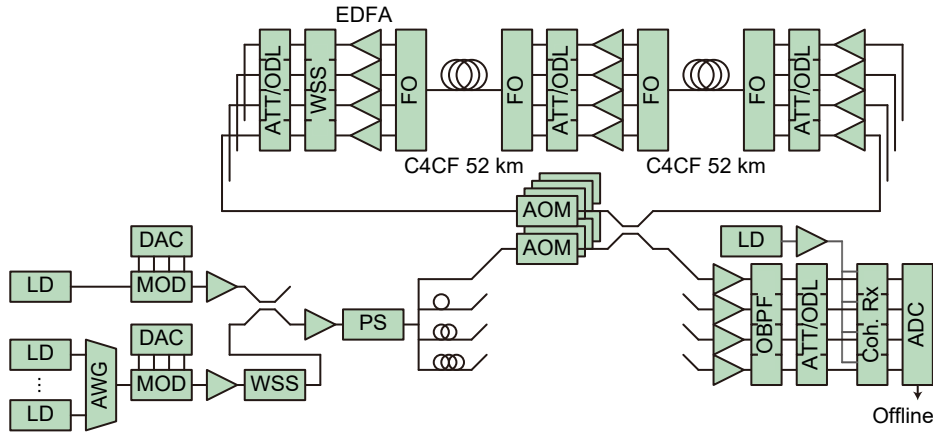 EDFA
ATT/ODL
WSS
FO
FO
ATT/ODL
FO
FO
ATT/ODL
C4CF 52 km
C4CF 52 km
AOM
AOM
DAC
LD
MOD
PS
LD
OBPF
ATT/ODL
Coh. Rx
ADC
LD
...
LD
AWG
DAC
MOD
WSS
Offline